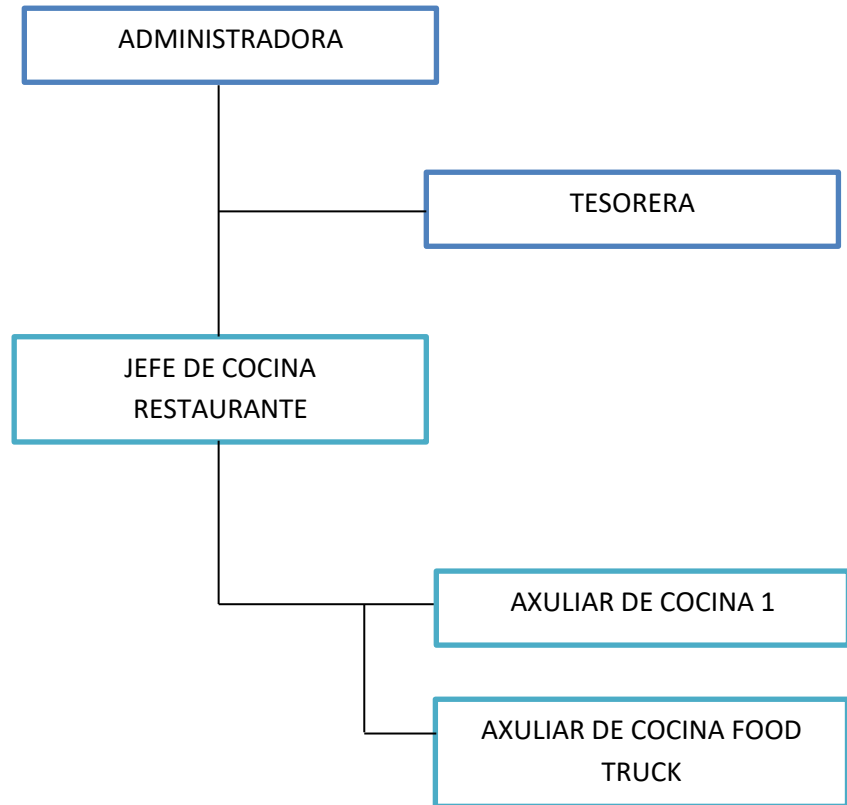 ADMINISTRADORA
TESORERA
JEFE DE COCINA
RESTAURANTE
AXULIAR DE COCINA 1
AXULIAR DE COCINA FOOD
TRUCK